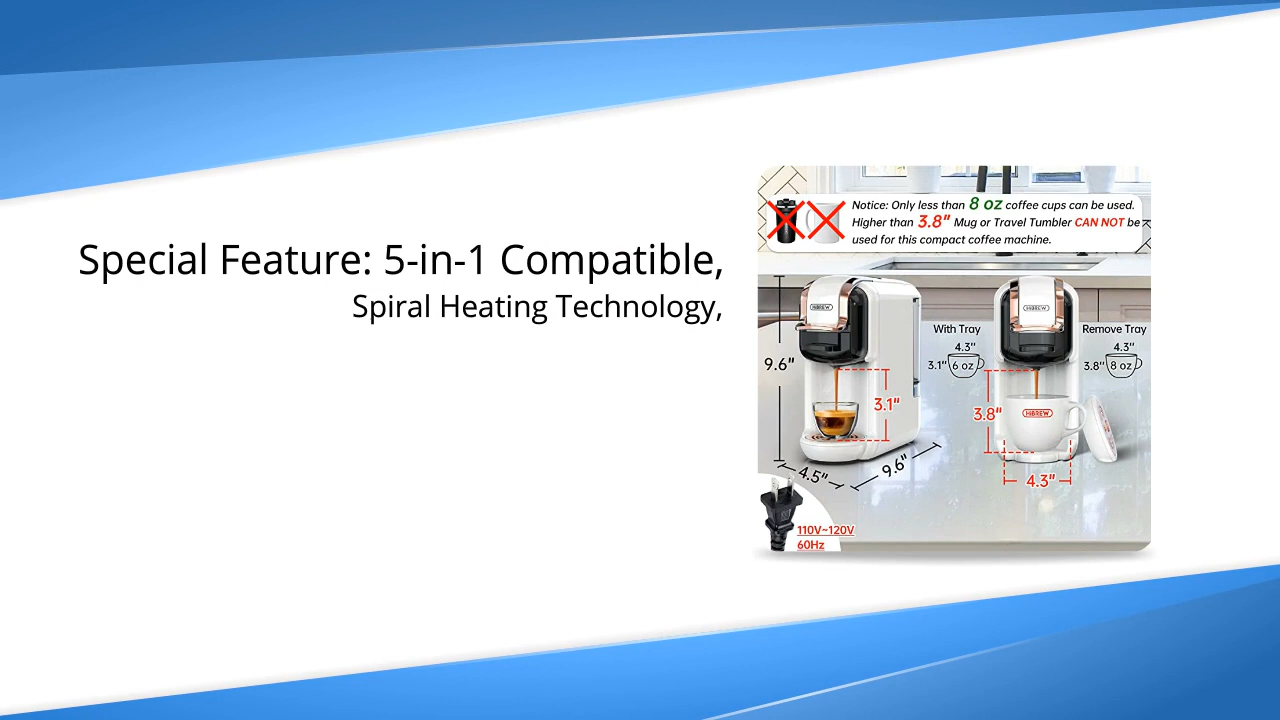 Special Feature: 5-in-1 Compatible,
Spiral Heating Technology,
Notice: Only less than 8 oz coffee cups can be used.
Higher than 3.8" Mug or Travel Tumbler CAN NOT be
used for this compact coffee machine.
HiBREW
HiBREW
With Tray
4.3"
3.1"
6 oz
Remove Tray
4.3"
3.8"
8 oz
9.6"
3.1"
3.8"
HiBREW
4.5"
9.6"
4.3"
110V~120V
60Hz